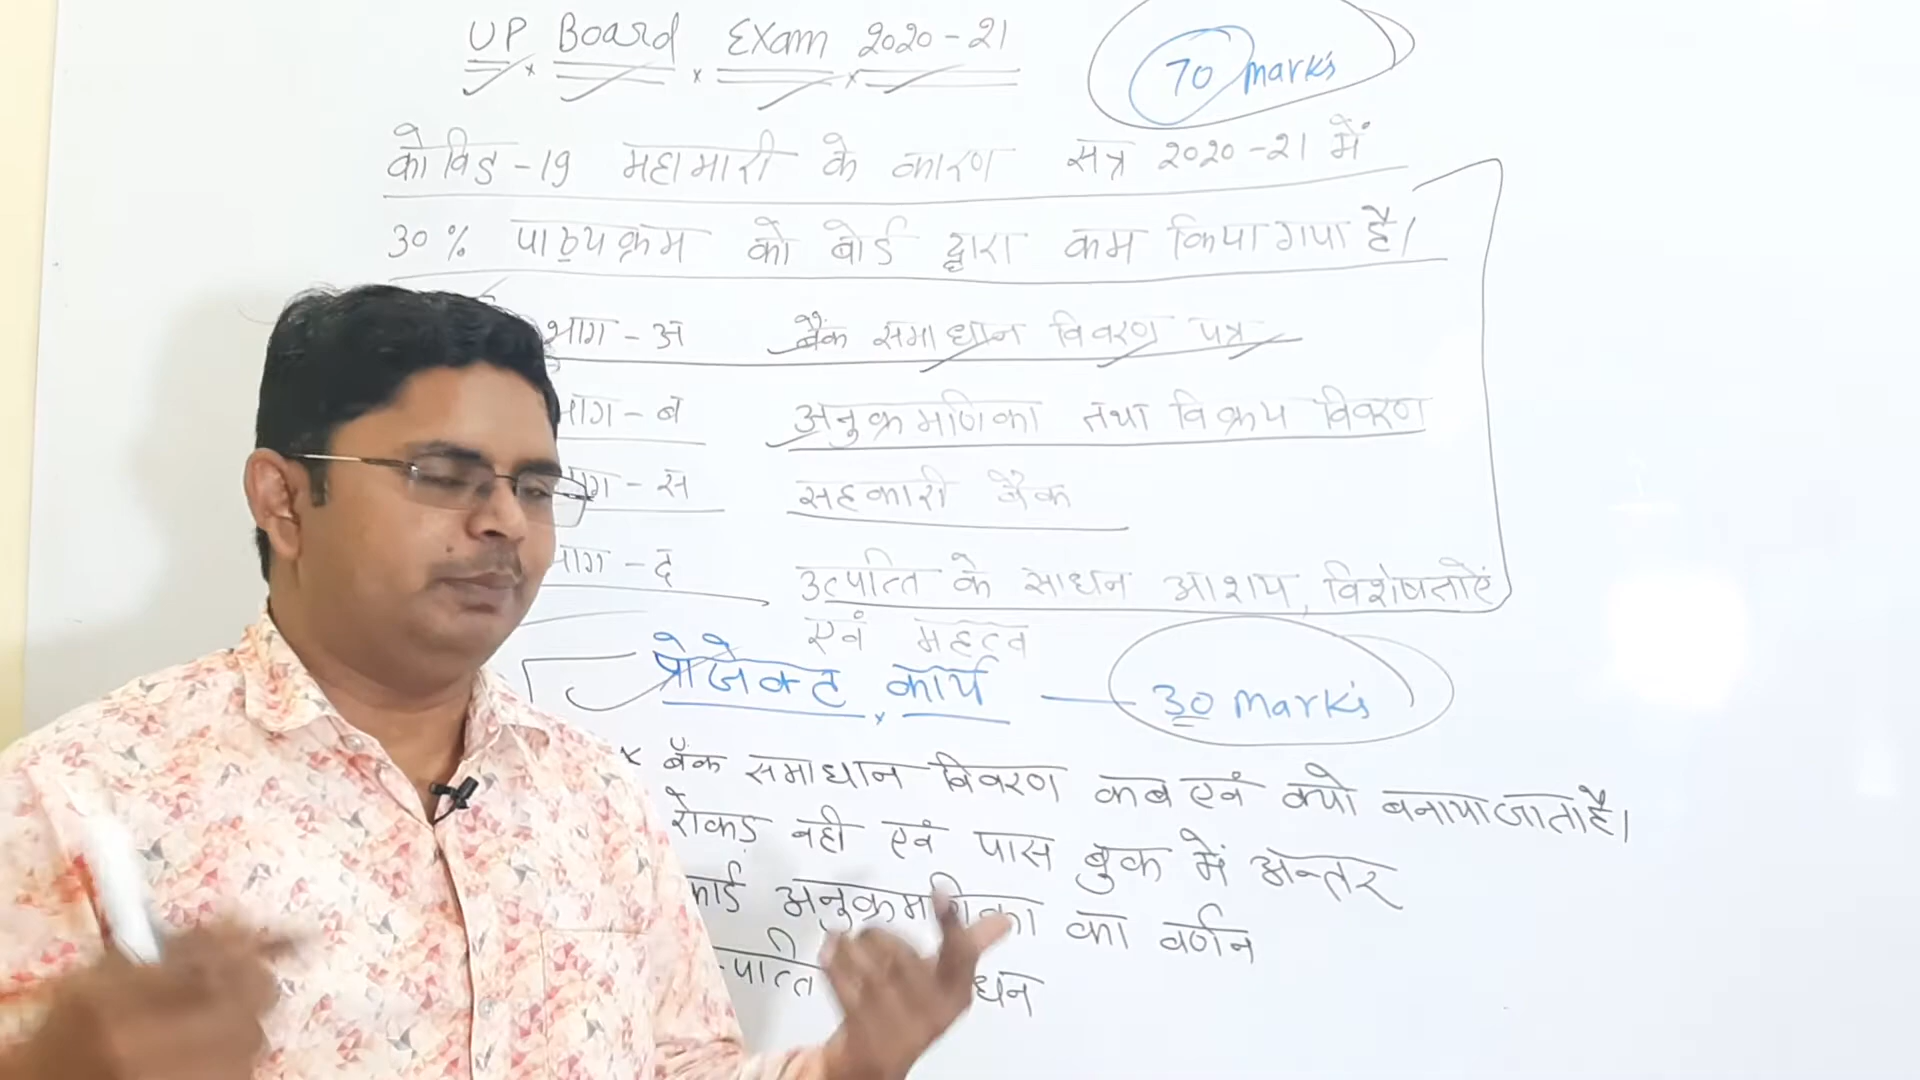 UP Board Exam 2020-21
70 marks
कोविड-19 महामारी के कारण सत्र 2020-21 में
30% पाठ्यक्रम को बोर्ड द्वारा कम किया गया है।
भाग-अ बैंक समाधान विवरण पत्र
भाग-ब अनुक्रमणिका तथा विक्रय विवरण
भाग-स सहकारी बैंक
भाग-द उत्पत्ति के साधन आशय, विशेषताएँ
एवं महत्व
प्रोजेक्ट कार्य — 30 marks
बैंक समाधान विवरण कब एवं क्यो बनाया जाता है।
रोकड़ वही एवं पास बुक में अन्तर
कार्ड अनुक्रमणिका का वर्णन